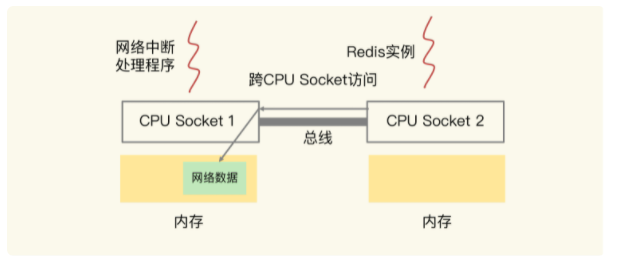 网络中断
处理程序
Redis实例
跨CPU Socket访问
CPU Socket 1
CPU Socket 2
总线
网络数据
内存
内存